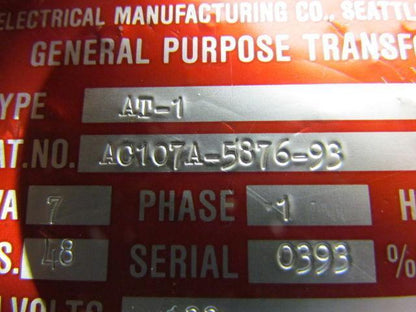 ELECTRICAL MANUFACTURING CO., SEATTL
GENERAL PURPOSE TRANSFO
YPE AT-1
AT.NO. AC107A-5876-93
VA 7 PHASE 1 H
S. 48 SERIAL 0393 %
VOLTS